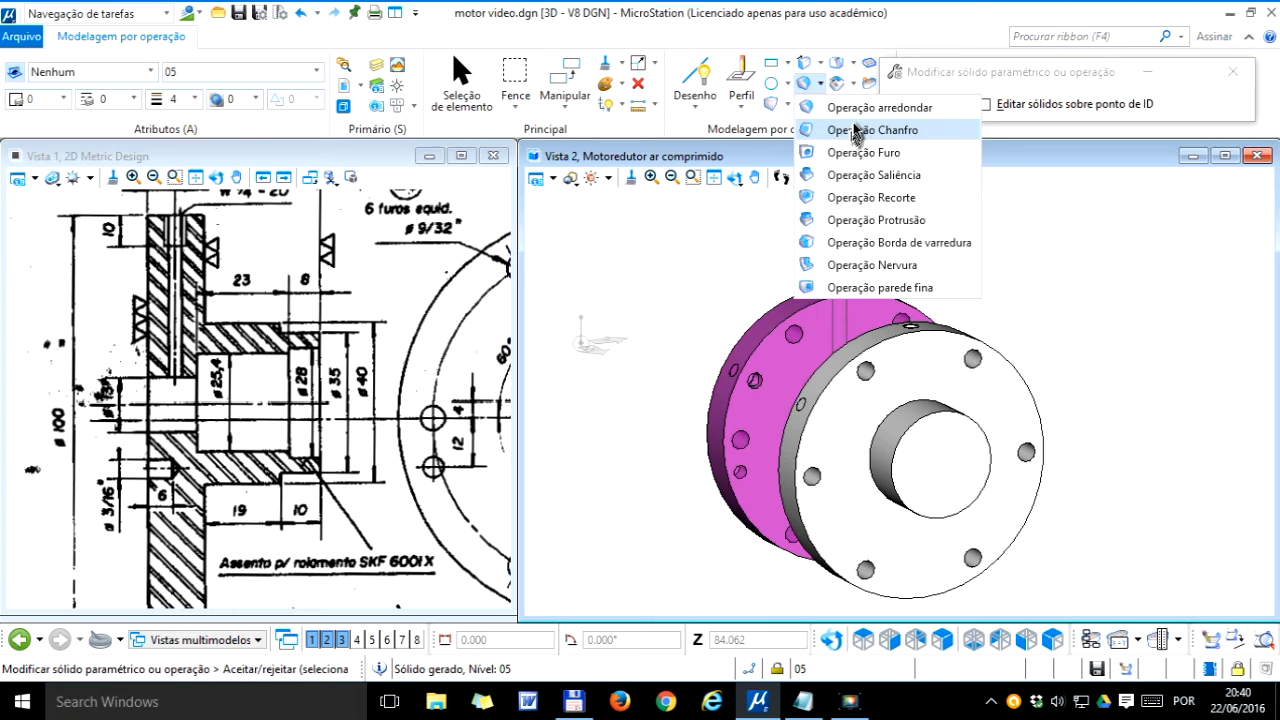 Navegação de tarefas
motor video.dgn [3D - V8 DGN] - MicroStation (Licenciado apenas para uso acadêmico)
Arquivo
Modelagem por operação
Procurar ribbon (F4)
Assinar
Nenhum
05
0
0
4
0
0
Atributos (A)
Primário (S)
Seleção
de elemento
Fence
Manipular
Principal
Desenho
Perfil
Modelagem por
Modificar sólido paramétrico ou operação
Editar sólidos sobre ponto de ID
Operação arredondar
Operação Chanfro
Operação Furo
Operação Saliência
Operação Recorte
Operação Protrusão
Operação Borda de varredura
Operação Nervura
Operação parede fina
Vista 1, 2D Metric Design
Vista 2, Motoredutor ar comprimido
10
6 furos equid.
ø 9/32"
23
8
ø 100
ø25,4
ø 28
ø 35
ø 40
60
4
12
ø 3/16"
6
19
10
Assento p/ rolamento SKF 6001X
Vistas multimodelos
1 2 3 4 5 6 7 8
0.000
0.000°
Z
84.062
Modificar sólido paramétrico ou operação > Aceitar/rejeitar (seleciona
Sólido gerado, Nível: 05
05
Search Windows
POR
20:40
22/06/2016